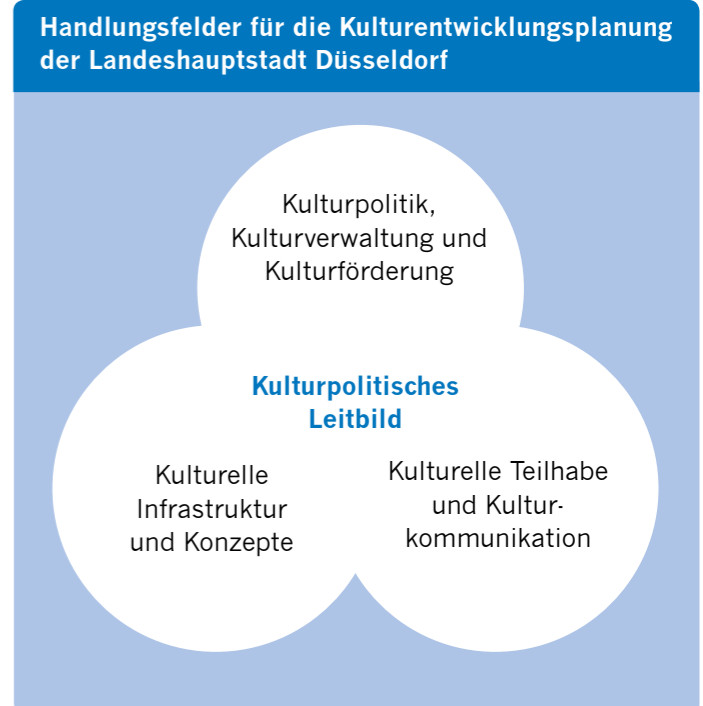 Handlungsfelder für die Kulturentwicklungsplanung
der Landeshauptstadt Düsseldorf
Kulturpolitik,
Kulturverwaltung und
Kulturförderung
Kulturpolitisches
Leitbild
Kulturelle
Infrastruktur
und Konzepte
Kulturelle Teilhabe
und Kultur-
kommunikation